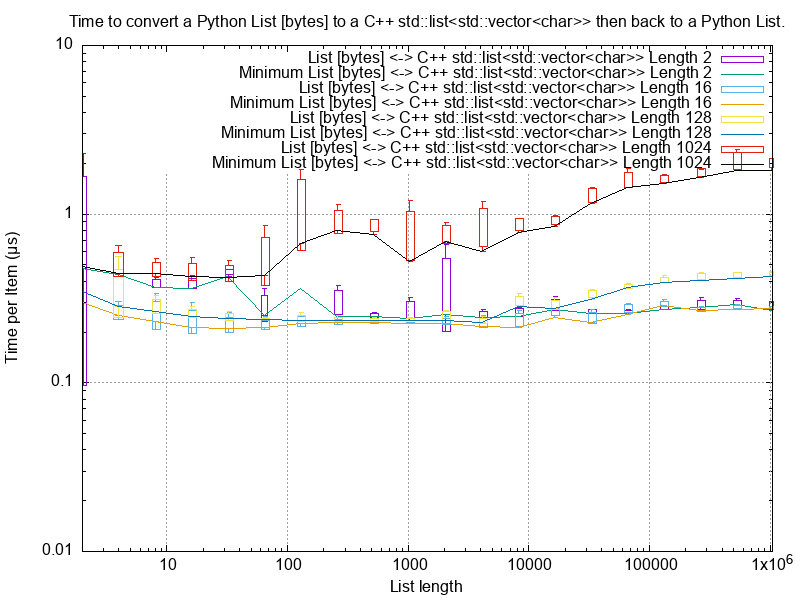 Time to convert a Python List [bytes] to a C++ std::list<std::vector<char>> then back to a Python List.
10
List [bytes] <-> C++ std::list<std::vector<char>> Length 2
Minimum List [bytes] <-> C++ std::list<std::vector<char>> Length 2
List [bytes] <-> C++ std::list<std::vector<char>> Length 16
Minimum List [bytes] <-> C++ std::list<std::vector<char>> Length 16
List [bytes] <-> C++ std::list<std::vector<char>> Length 128
Minimum List [bytes] <-> C++ std::list<std::vector<char>> Length 128
List [bytes] <-> C++ std::list<std::vector<char>> Length 1024
Minimum List [bytes] <-> C++ std::list<std::vector<char>> Length 1024
1
Time per Item (µs)
0.1
0.01
10 100 1000 10000 100000 1x10⁶
List length